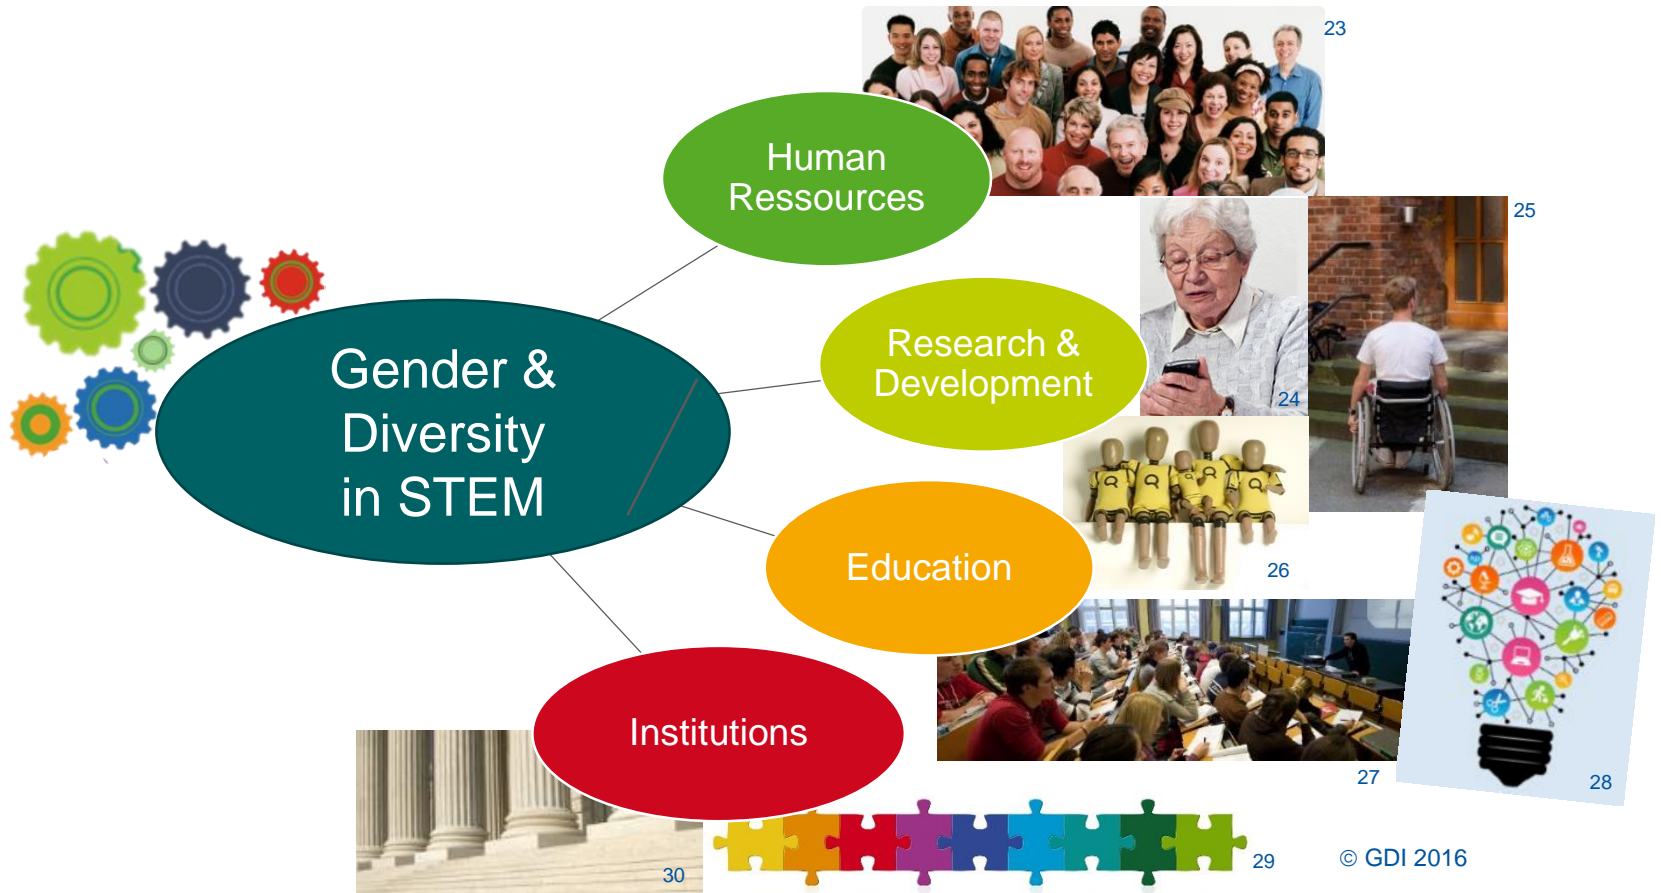 23
Human
Ressources
25
Research &
Development
24
Gender &
Diversity
in STEM
Education
26
Institutions
27
28
29
© GDI 2016
30